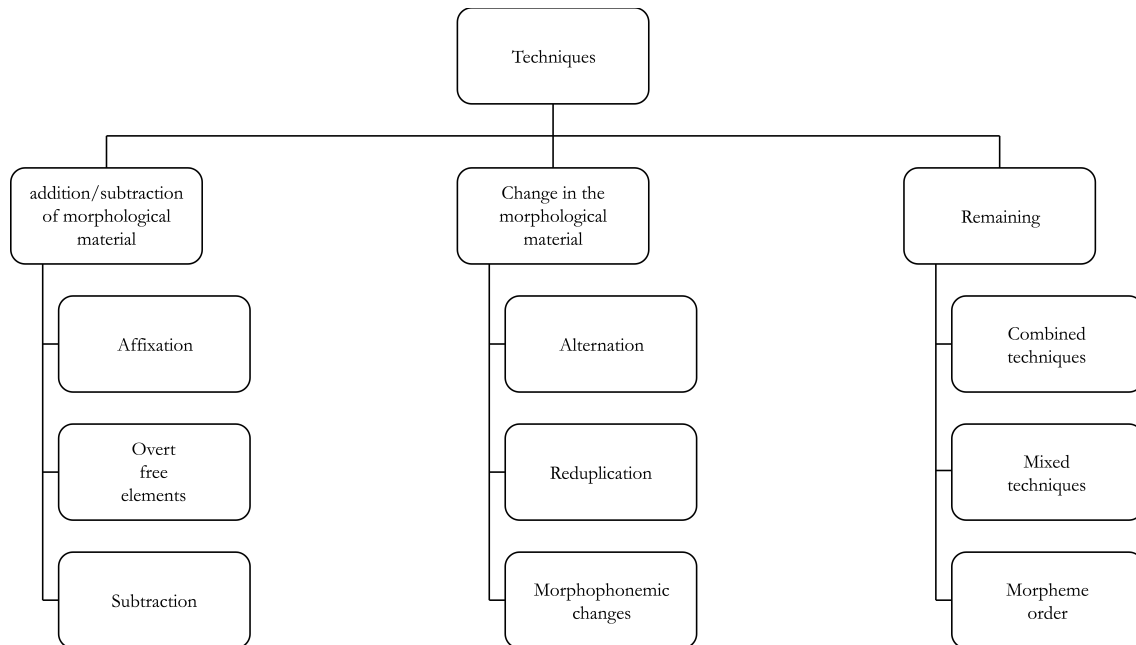 Techniques
addition/subtraction
of morphological
material
Affixation
Overt
free
elements
Subtraction
Change in the
morphological
material
Alternation
Reduplication
Morphophonemic
changes
Remaining
Combined
techniques
Mixed
techniques
Morpheme
order